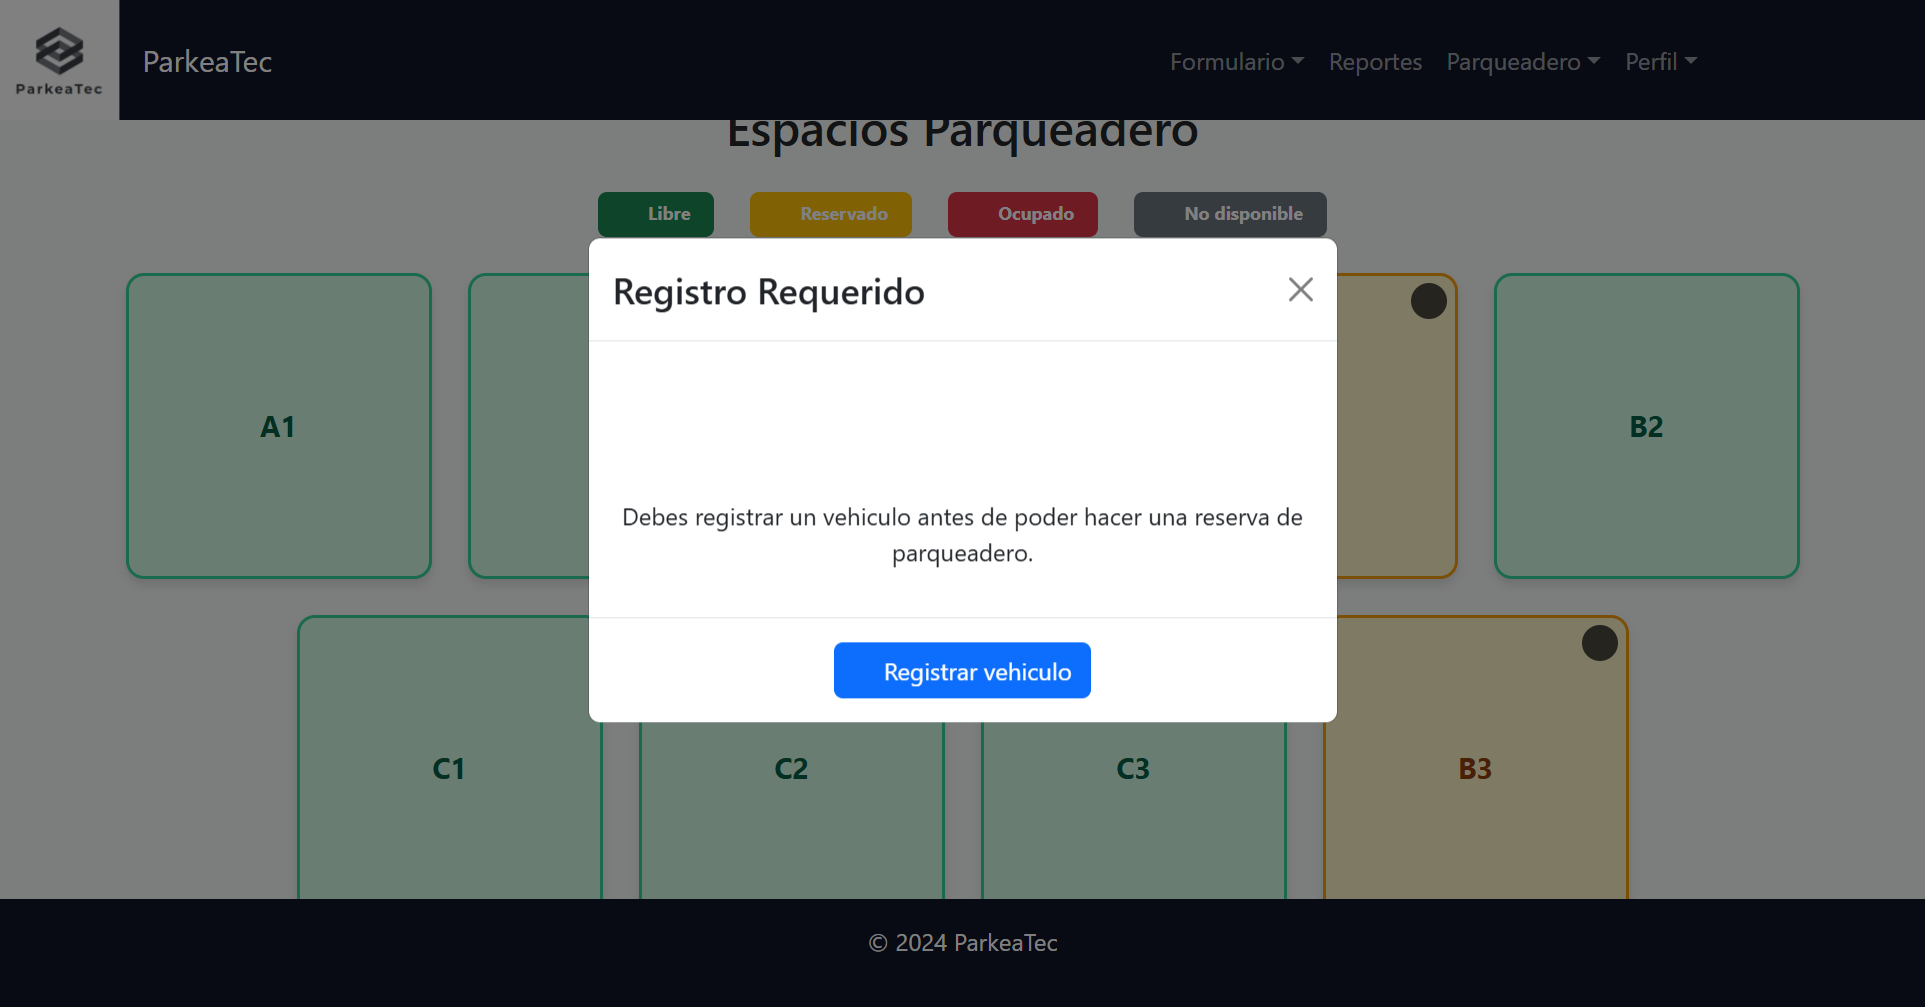 ParkeaTec
ParkeaTec
Formulario
Reportes
Parqueadero
Perfil
Espacios Parqueadero
Libre
Reservado
Ocupado
No disponible
Registro Requerido
Debes registrar un vehiculo antes de poder hacer una reserva de
parqueadero.
Registrar vehiculo
A1
B2
C1
C2
C3
B3
© 2024 ParkeaTec